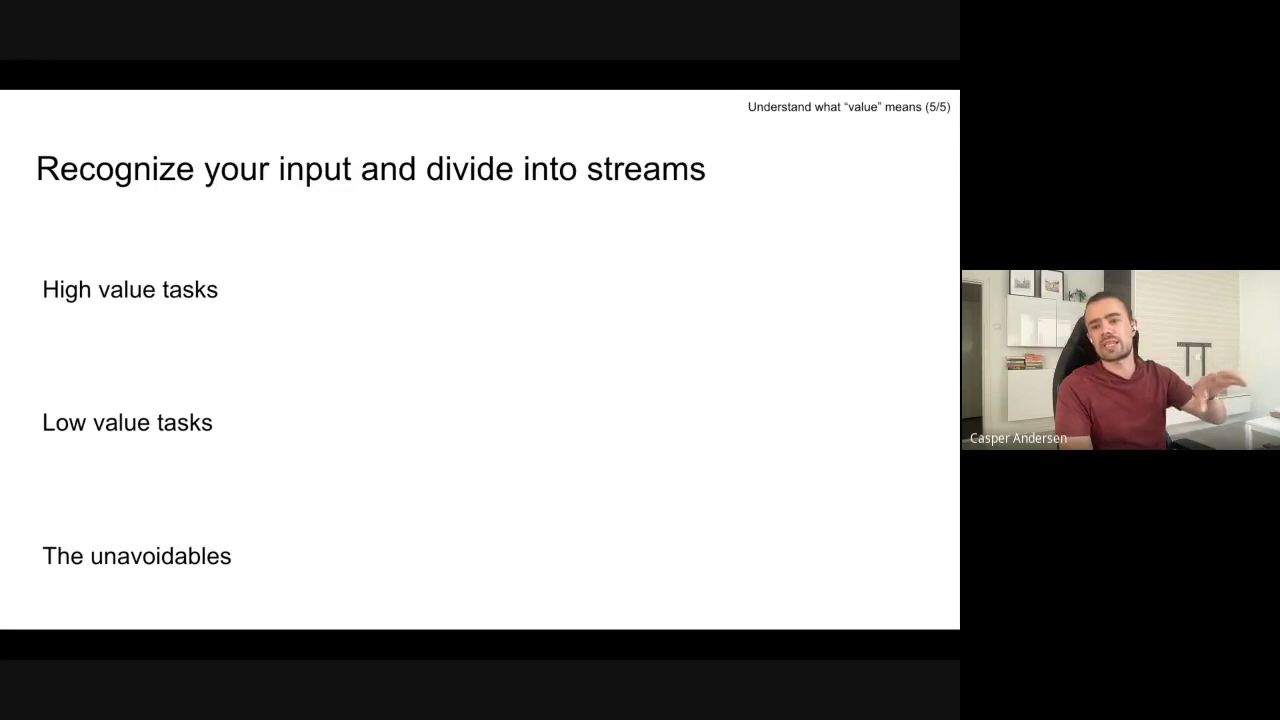 Understand what “value” means (5/5)
Recognize your input and divide into streams
High value tasks
Low value tasks
The unavoidables
Casper Andersen